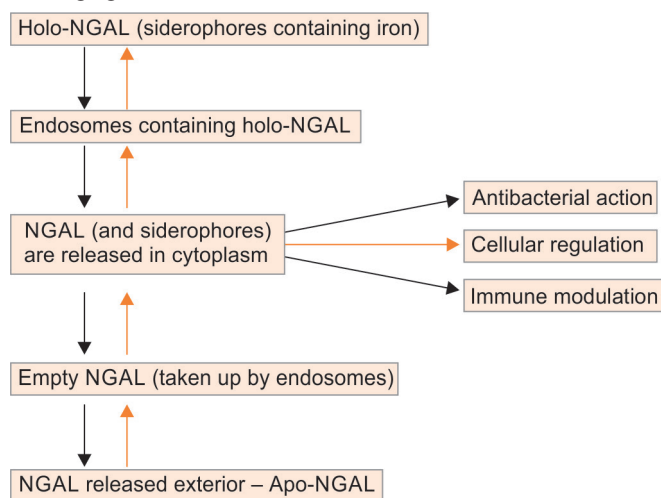 Holo-NGAL (siderophores containing iron)
Endosomes containing holo-NGAL
NGAL (and siderophores)
are released in cytoplasm
Antibacterial action
Cellular regulation
Immune modulation
Empty NGAL (taken up by endosomes)
NGAL released exterior – Apo-NGAL